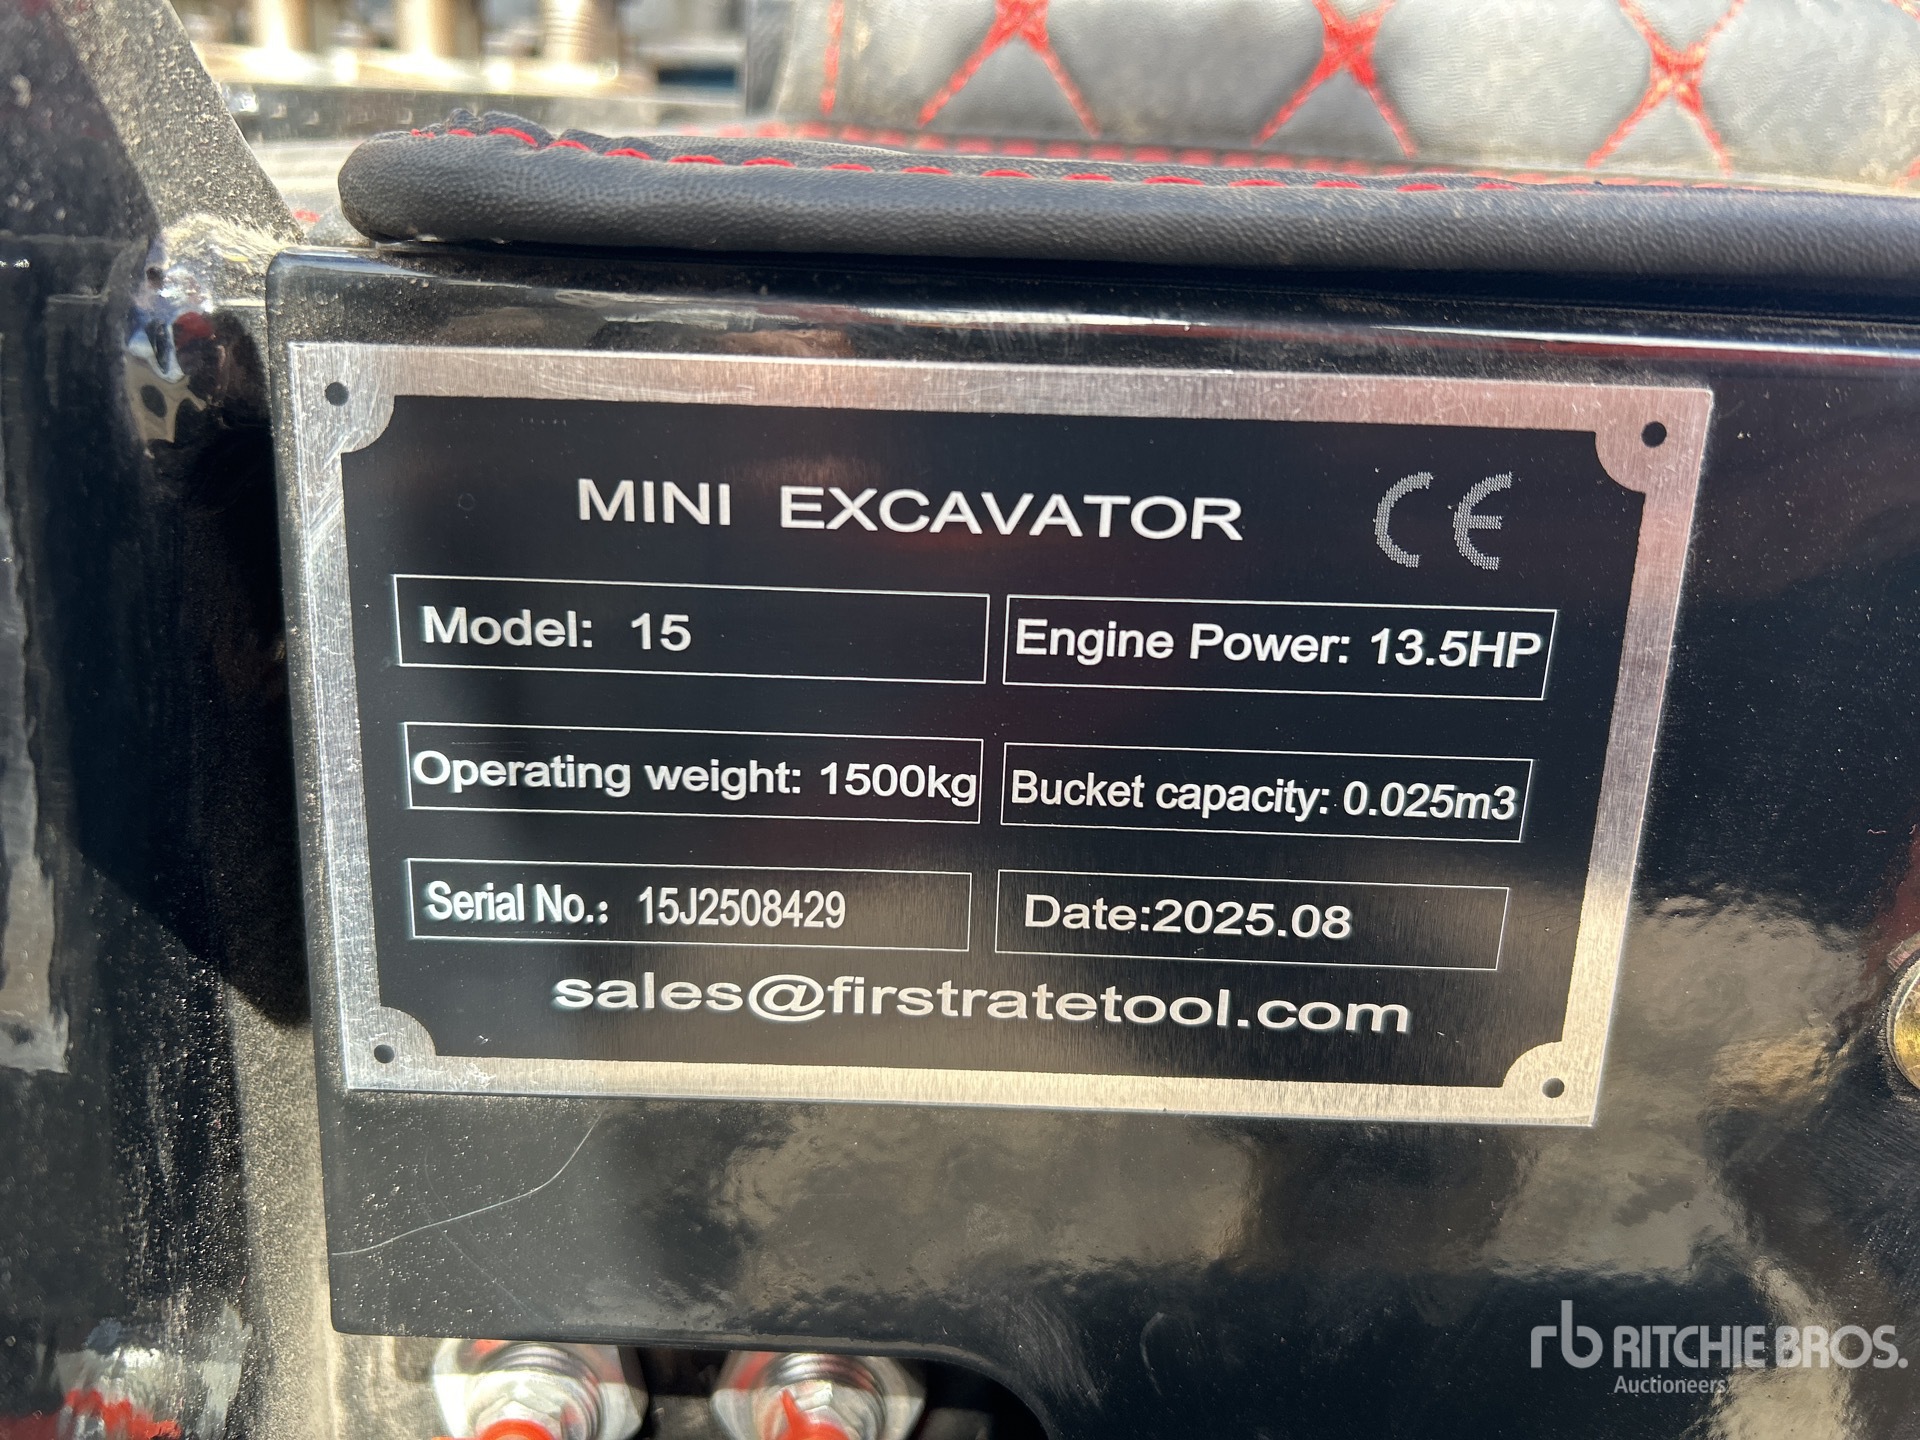 MINI EXCAVATOR CE
Model: 15 Engine Power: 13.5HP
Operating weight: 1500kg Bucket capacity: 0.025m3
Serial No.: 15J2508429 Date:2025.08
sales@firstratetool.com
rb RITCHIE BROS.
Auctioneers